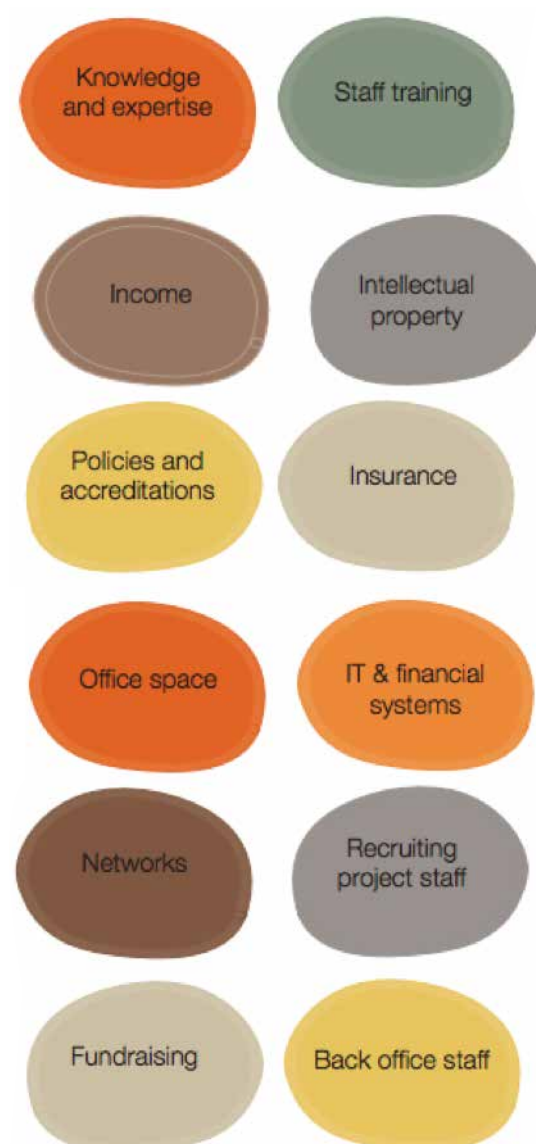 Knowledge
and expertise
Staff training
Income
Intellectual
property
Policies and
accreditations
Insurance
Office space
IT & financial
systems
Networks
Recruiting
project staff
Fundraising
Back office staff